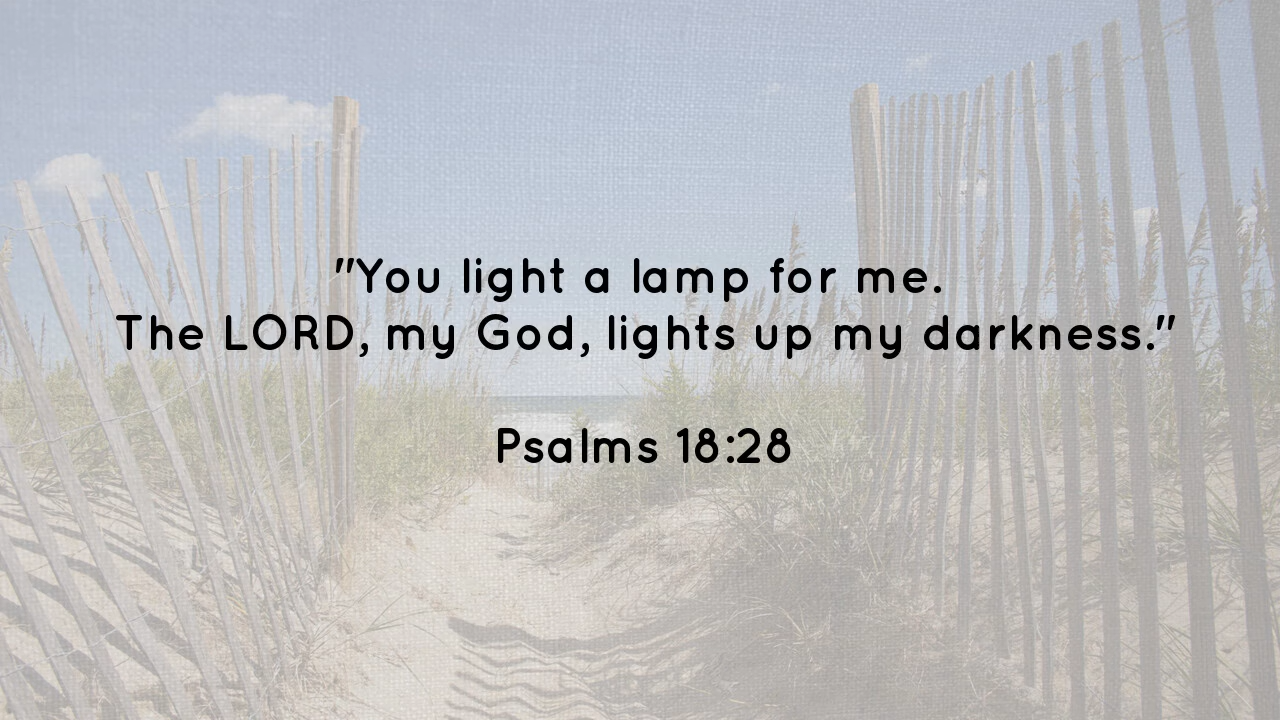 "You light a lamp for me.
The LORD, my God, lights up my darkness."
Psalms 18:28